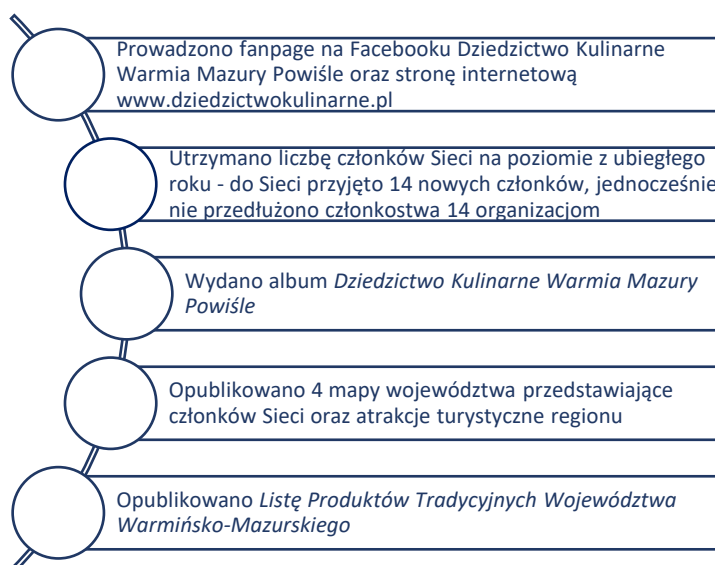 Prowadzono fanpage na Facebooku Dziedzictwo Kulinarne
Warmia Mazury Powiśle oraz stronę internetową
www.dziedzictwokulinarne.pl
Utrzymano liczbę członków Sieci na poziomie z ubiegłego
roku - do Sieci przyjęto 14 nowych członków, jednocześnie
nie przedłużono członkostwa 14 organizacjom
Wydano album Dziedzictwo Kulinarne Warmia Mazury
Powiśle
Opublikowano 4 mapy województwa przedstawiające
członków Sieci oraz atrakcje turystyczne regionu
Opublikowano Listę Produktów Tradycyjnych Województwa
Warmińsko-Mazurskiego